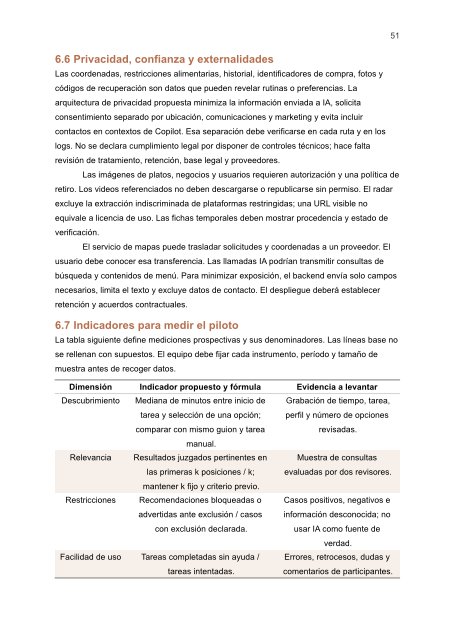 51
6.6 Privacidad, confianza y externalidades
Las coordenadas, restricciones alimentarias, historial, identificadores de compra, fotos y
códigos de recuperación son datos que pueden revelar rutinas o preferencias. La
arquitectura de privacidad propuesta minimiza la información enviada a IA, solicita
consentimiento separado por ubicación, comunicaciones y marketing y evita incluir
contactos en contextos de Copilot. Esa separación debe verificarse en cada ruta y en los
logs. No se declara cumplimiento legal por disponer de controles técnicos; hace falta
revisión de tratamiento, retención, base legal y proveedores.
Las imágenes de platos, negocios y usuarios requieren autorización y una política de
retiro. Los videos referenciados no deben descargarse o republicarse sin permiso. El radar
excluye la extracción indiscriminada de plataformas restringidas; una URL visible no
equivale a licencia de uso. Las fichas temporales deben mostrar procedencia y estado de
verificación.
El servicio de mapas puede trasladar solicitudes y coordenadas a un proveedor. El
usuario debe conocer esa transferencia. Las llamadas IA podrían transmitir consultas de
búsqueda y contenidos de menú. Para minimizar exposición, el backend envía solo campos
necesarios, limita el texto y excluye datos de contacto. El despliegue deberá establecer
retención y acuerdos contractuales.
6.7 Indicadores para medir el piloto
La tabla siguiente define mediciones prospectivas y sus denominadores. Las líneas base no
se rellenan con supuestos. El equipo debe fijar cada instrumento, período y tamaño de
muestra antes de recoger datos.
Dimensión Indicador propuesto y fórmula Evidencia a levantar
Descubrimiento Mediana de minutos entre inicio de Grabación de tiempo, tarea,
tarea y selección de una opción; perfil y número de opciones
comparar con mismo guion y tarea revisadas.
manual.
Relevancia Resultados juzgados pertinentes en Muestra de consultas
las primeras k posiciones / k; evaluadas por dos revisores.
mantener k fijo y criterio previo.
Restricciones Recomendaciones bloqueadas o Casos positivos, negativos e
advertidas ante exclusión / casos información desconocida; no
con exclusión declarada. usar IA como fuente de
verdad.
Facilidad de uso Tareas completadas sin ayuda / Errores, retrocesos, dudas y
tareas intentadas. comentarios de participantes.